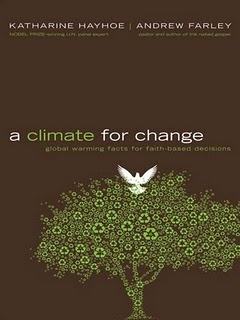 KATHARINE HAYHOE | ANDREW FARLEY
NOBEL PRIZE-winning U.N. panel expert pastor and author of the naked gospel
a climate for change
global warming facts for faith-based decisions